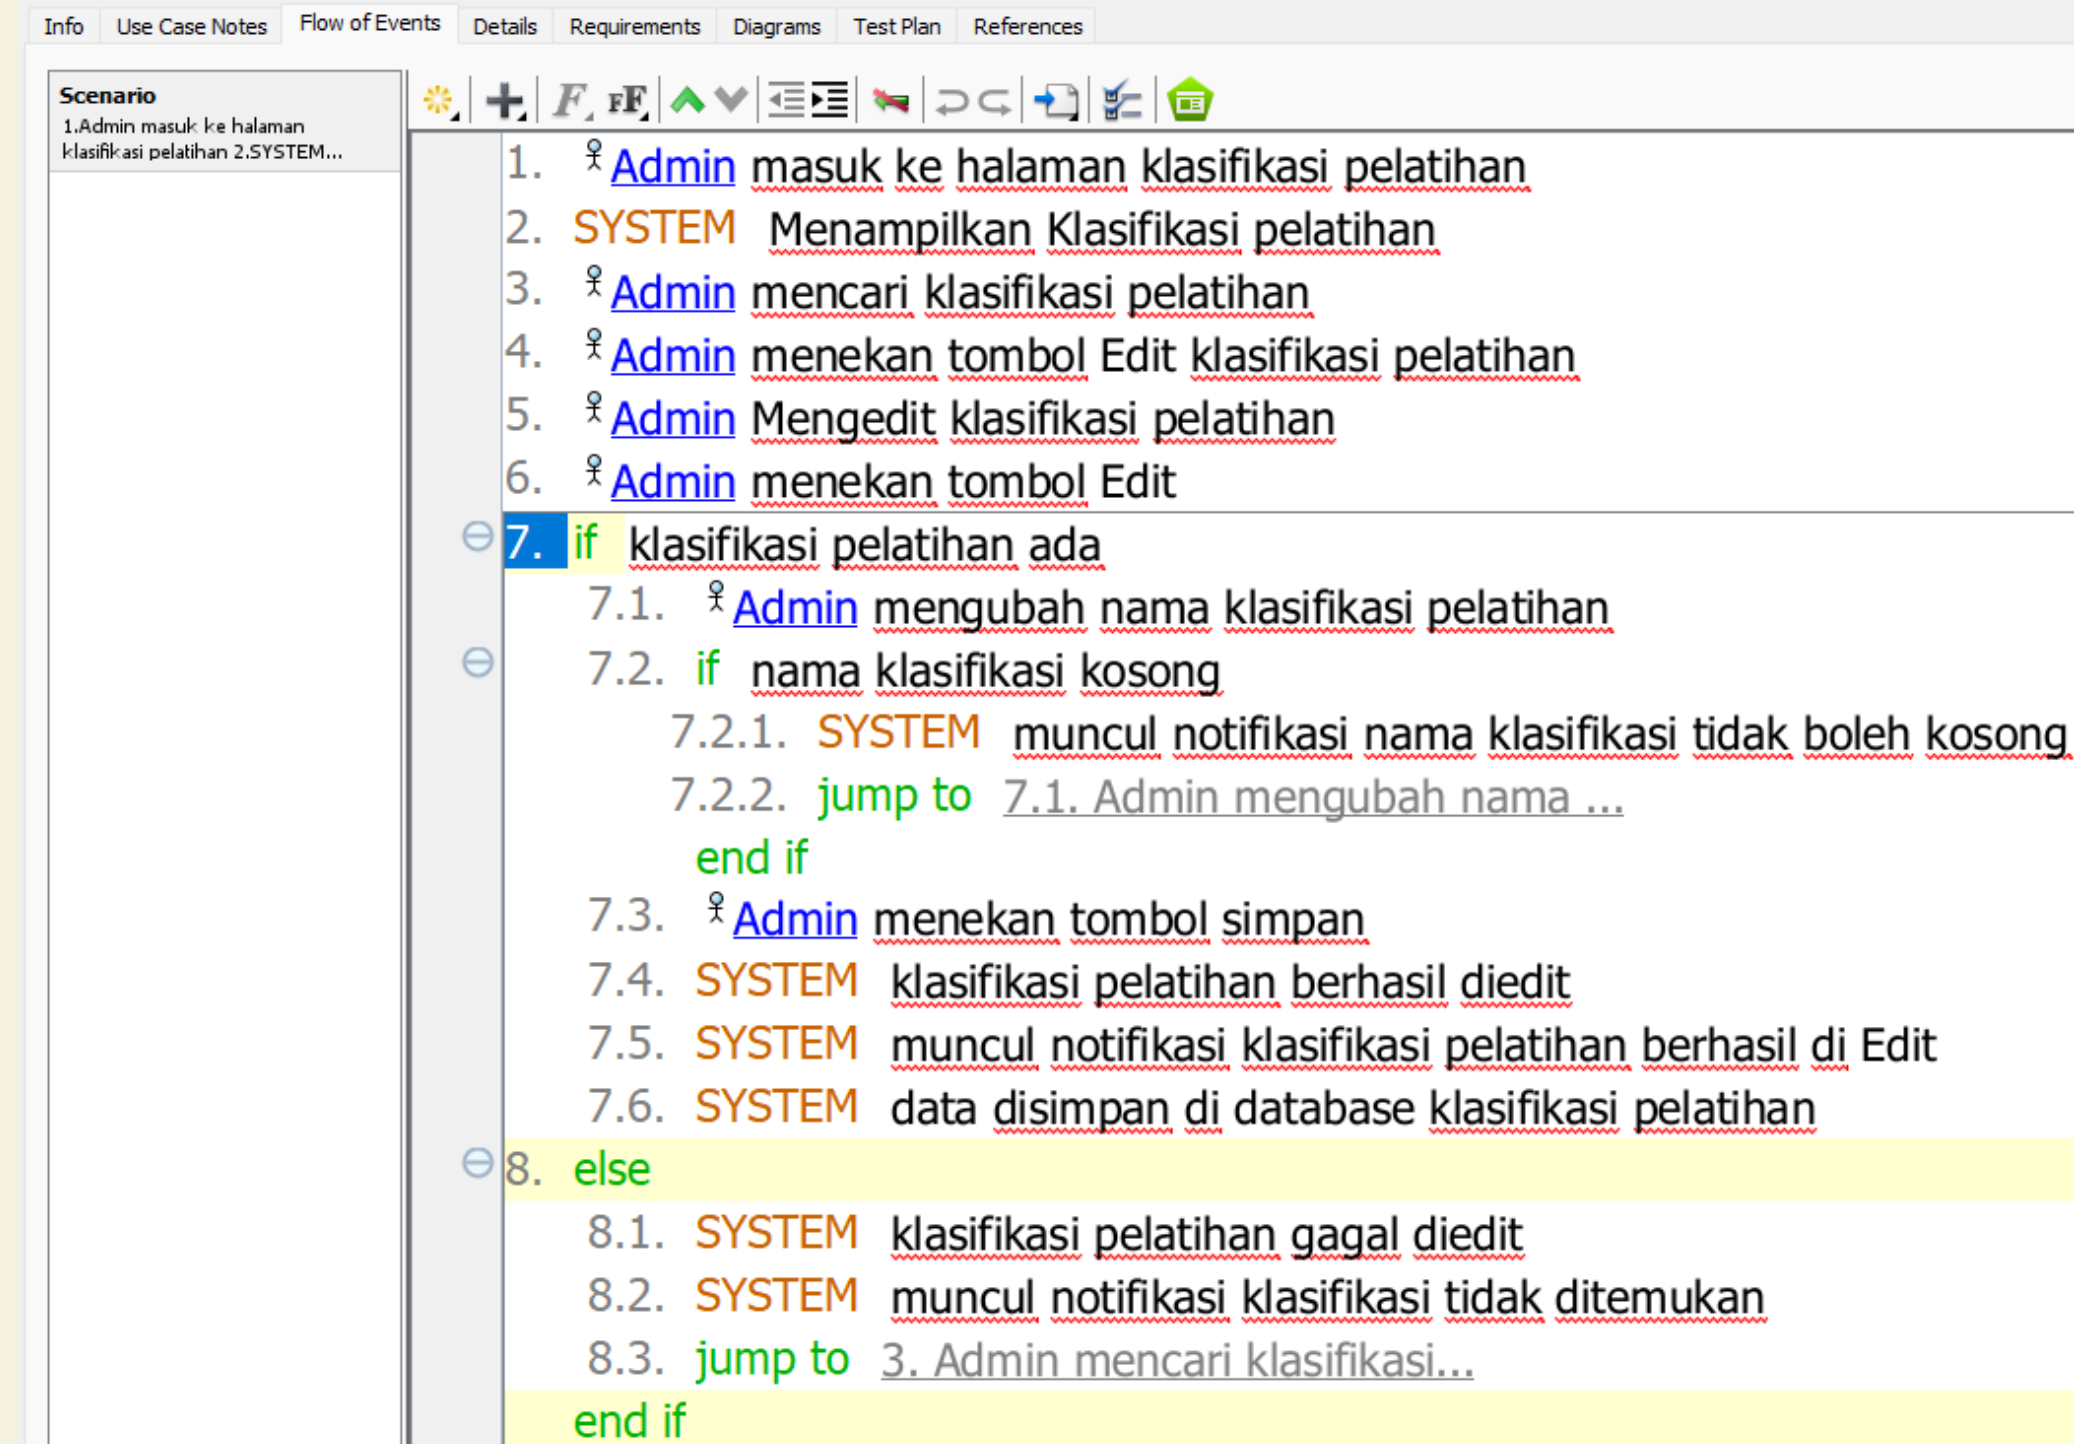 Info Use Case Notes Flow of Events Details Requirements Diagrams Test Plan References
Scenario
1.Admin masuk ke halaman
klasifikasi pelatihan 2.SYSTEM...
1. Admin masuk ke halaman klasifikasi pelatihan
2. SYSTEM Menampilkan Klasifikasi pelatihan
3. Admin mencari klasifikasi pelatihan
4. Admin menekan tombol Edit klasifikasi pelatihan
5. Admin Mengedit klasifikasi pelatihan
6. Admin menekan tombol Edit
7. if klasifikasi pelatihan ada
7.1. Admin mengubah nama klasifikasi pelatihan
7.2. if nama klasifikasi kosong
7.2.1. SYSTEM muncul notifikasi nama klasifikasi tidak boleh kosong
7.2.2. jump to 7.1. Admin mengubah nama ...
end if
7.3. Admin menekan tombol simpan
7.4. SYSTEM klasifikasi pelatihan berhasil diedit
7.5. SYSTEM muncul notifikasi klasifikasi pelatihan berhasil di Edit
7.6. SYSTEM data disimpan di database klasifikasi pelatihan
8. else
8.1. SYSTEM klasifikasi pelatihan gagal diedit
8.2. SYSTEM muncul notifikasi klasifikasi tidak ditemukan
8.3. jump to 3. Admin mencari klasifikasi...
end if